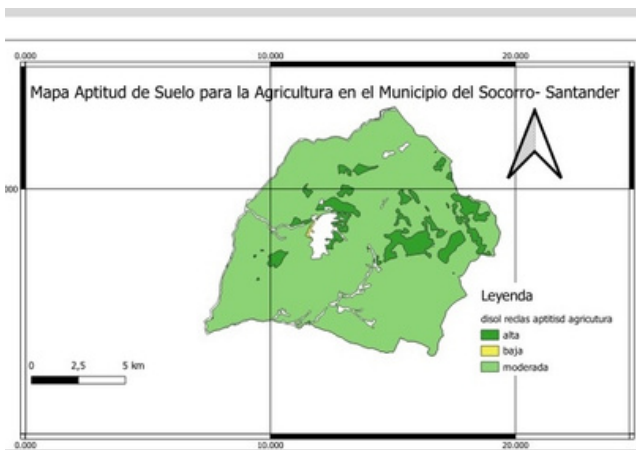 0.000 10.000 20.000
Mapa Aptitud de Suelo para la Agricultura en el Municipio del Socorro- Santander
000
Leyenda
disol reclas aptitisd agricutura
alta
baja
moderada
0 2,5 5 km
0.000 10.000 20.000